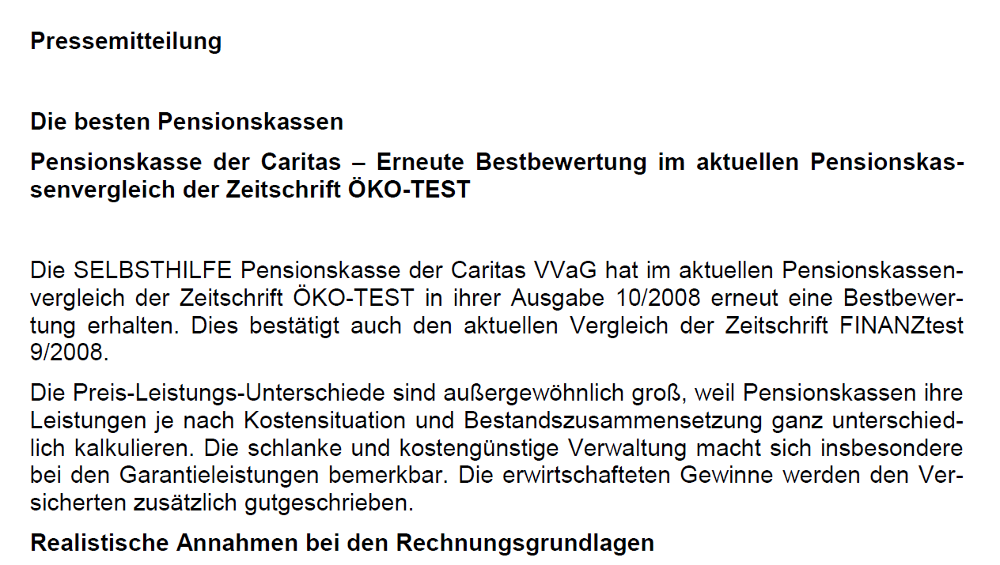 Pressemitteilung
Die besten Pensionskassen
Pensionskasse der Caritas – Erneute Bestbewertung im aktuellen Pensionskas-
senvergleich der Zeitschrift ÖKO-TEST
Die SELBSTHILFE Pensionskasse der Caritas VVaG hat im aktuellen Pensionskassen-
vergleich der Zeitschrift ÖKO-TEST in ihrer Ausgabe 10/2008 erneut eine Bestbewer-
tung erhalten. Dies bestätigt auch den aktuellen Vergleich der Zeitschrift FINANZtest
9/2008.
Die Preis-Leistungs-Unterschiede sind außergewöhnlich groß, weil Pensionskassen ihre
Leistungen je nach Kostensituation und Bestandszusammensetzung ganz unterschied-
lich kalkulieren. Die schlanke und kostengünstige Verwaltung macht sich insbesondere
bei den Garantieleistungen bemerkbar. Die erwirtschafteten Gewinne werden den Ver-
sicherten zusätzlich gutgeschrieben.
Realistische Annahmen bei den Rechnungsgrundlagen